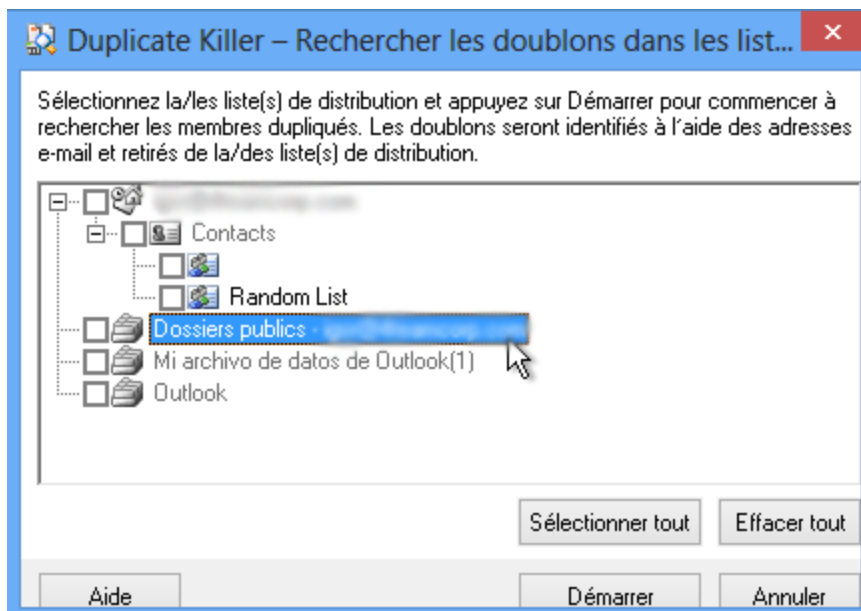 Duplicate Killer – Rechercher les doublons dans les list...
Sélectionnez la/les liste(s) de distribution et appuyez sur Démarrer pour commencer à
rechercher les membres dupliqués. Les doublons seront identifiés à l'aide des adresses
e-mail et retirés de la/des liste(s) de distribution.
Contacts
Random List
Dossiers publics -
Mi archivo de datos de Outlook(1)
Outlook
Sélectionner tout
Effacer tout
Aide
Démarrer
Annuler